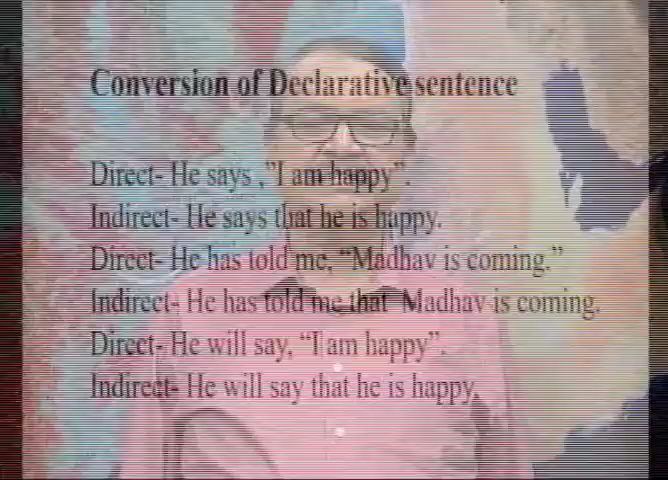 Conversion of Declarative sentence
Direct- He says ,”I am happy”.
Indirect- He says that he is happy.
Direct- He has told me, “Madhav is coming.”
Indirect- He has told me that Madhav is coming.
Direct- He will say, “I am happy”.
Indirect- He will say that he is happy.